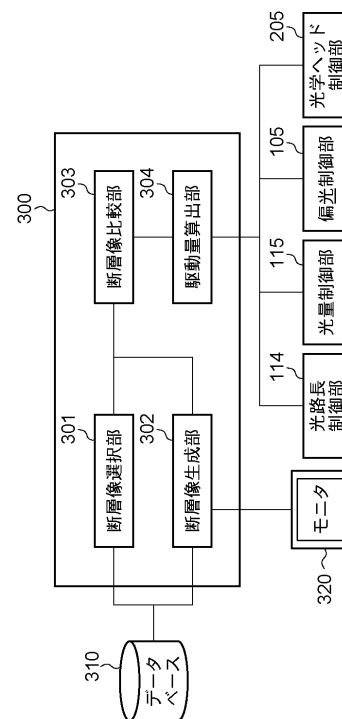 300
310
データ
ベース
301
断層像選択部
302
断層像生成部
303
断層像比較部
304
駆動量算出部
320
モニタ
114
光路長
制御部
115
光量制御部
105
偏光制御部
205
光学ヘッド
制御部